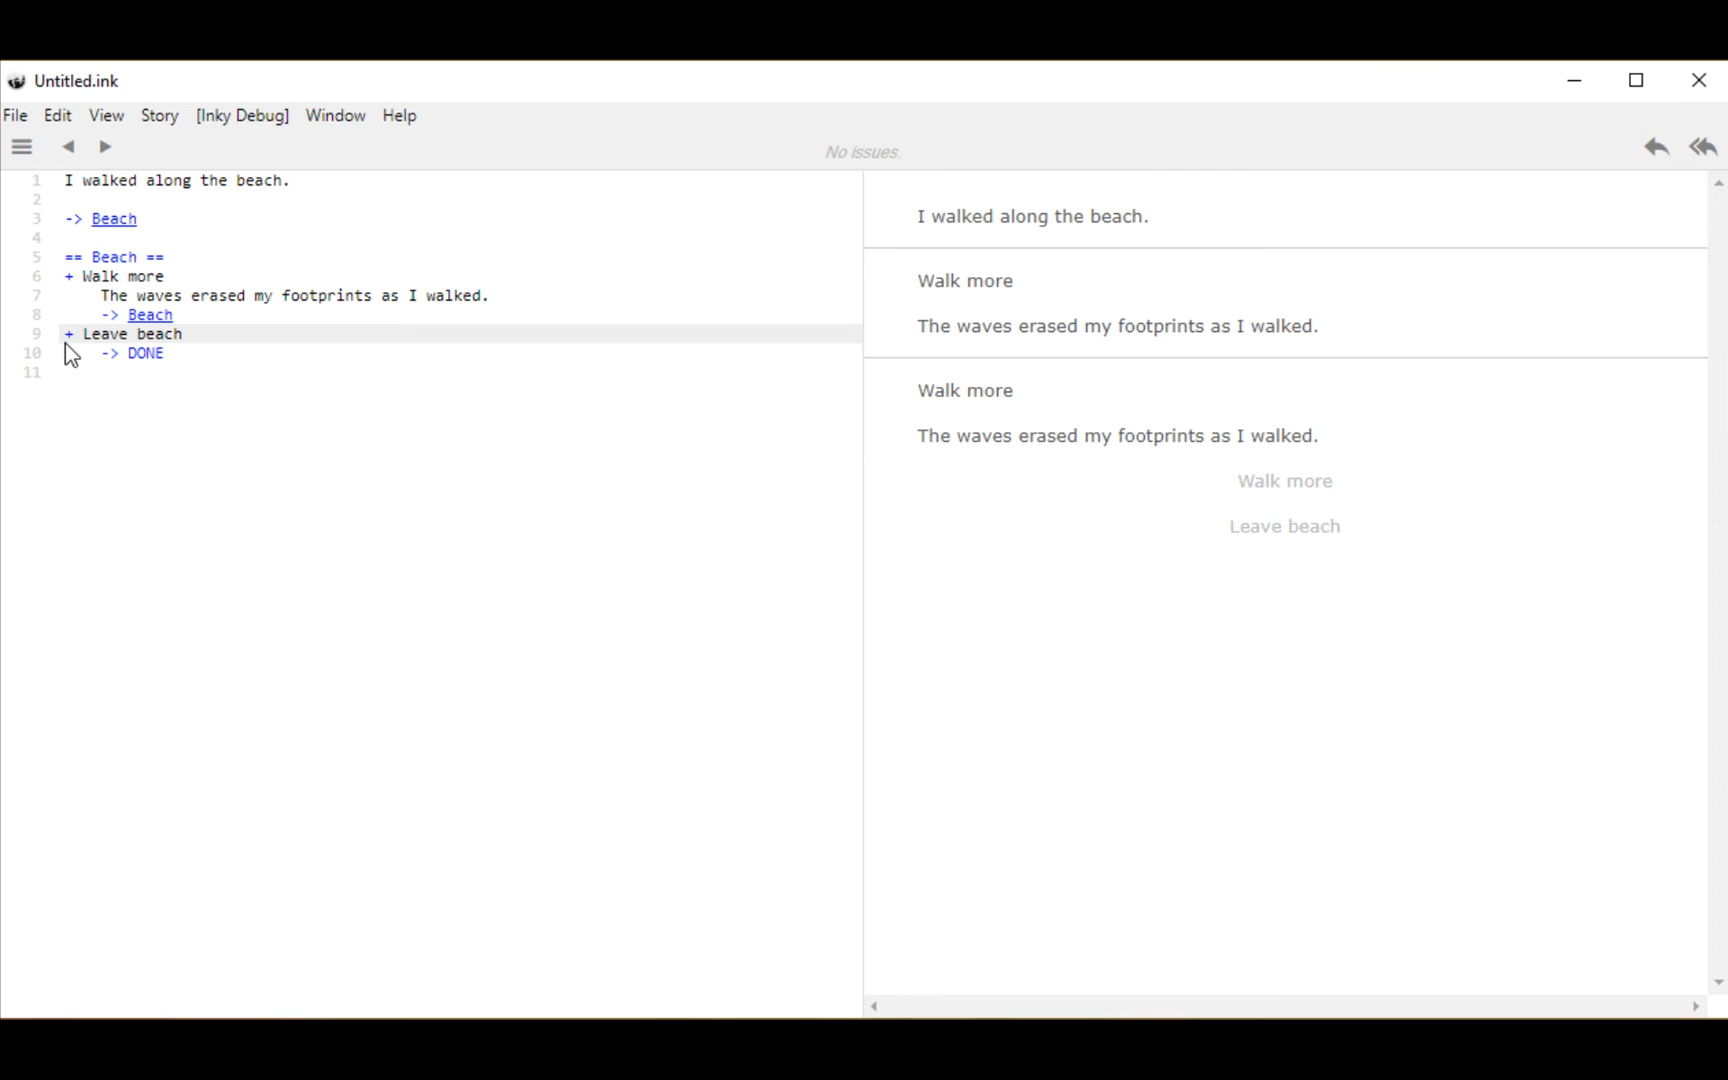 Untitled.ink
File Edit View Story [Inky Debug] Window Help
No issues.
1 I walked along the beach.
2
3 -> Beach
4
5 == Beach ==
6 + Walk more
7 The waves erased my footprints as I walked.
8 -> Beach
9 + Leave beach
10 -> DONE
11
I walked along the beach.
Walk more
The waves erased my footprints as I walked.
Walk more
The waves erased my footprints as I walked.
Walk more
Leave beach